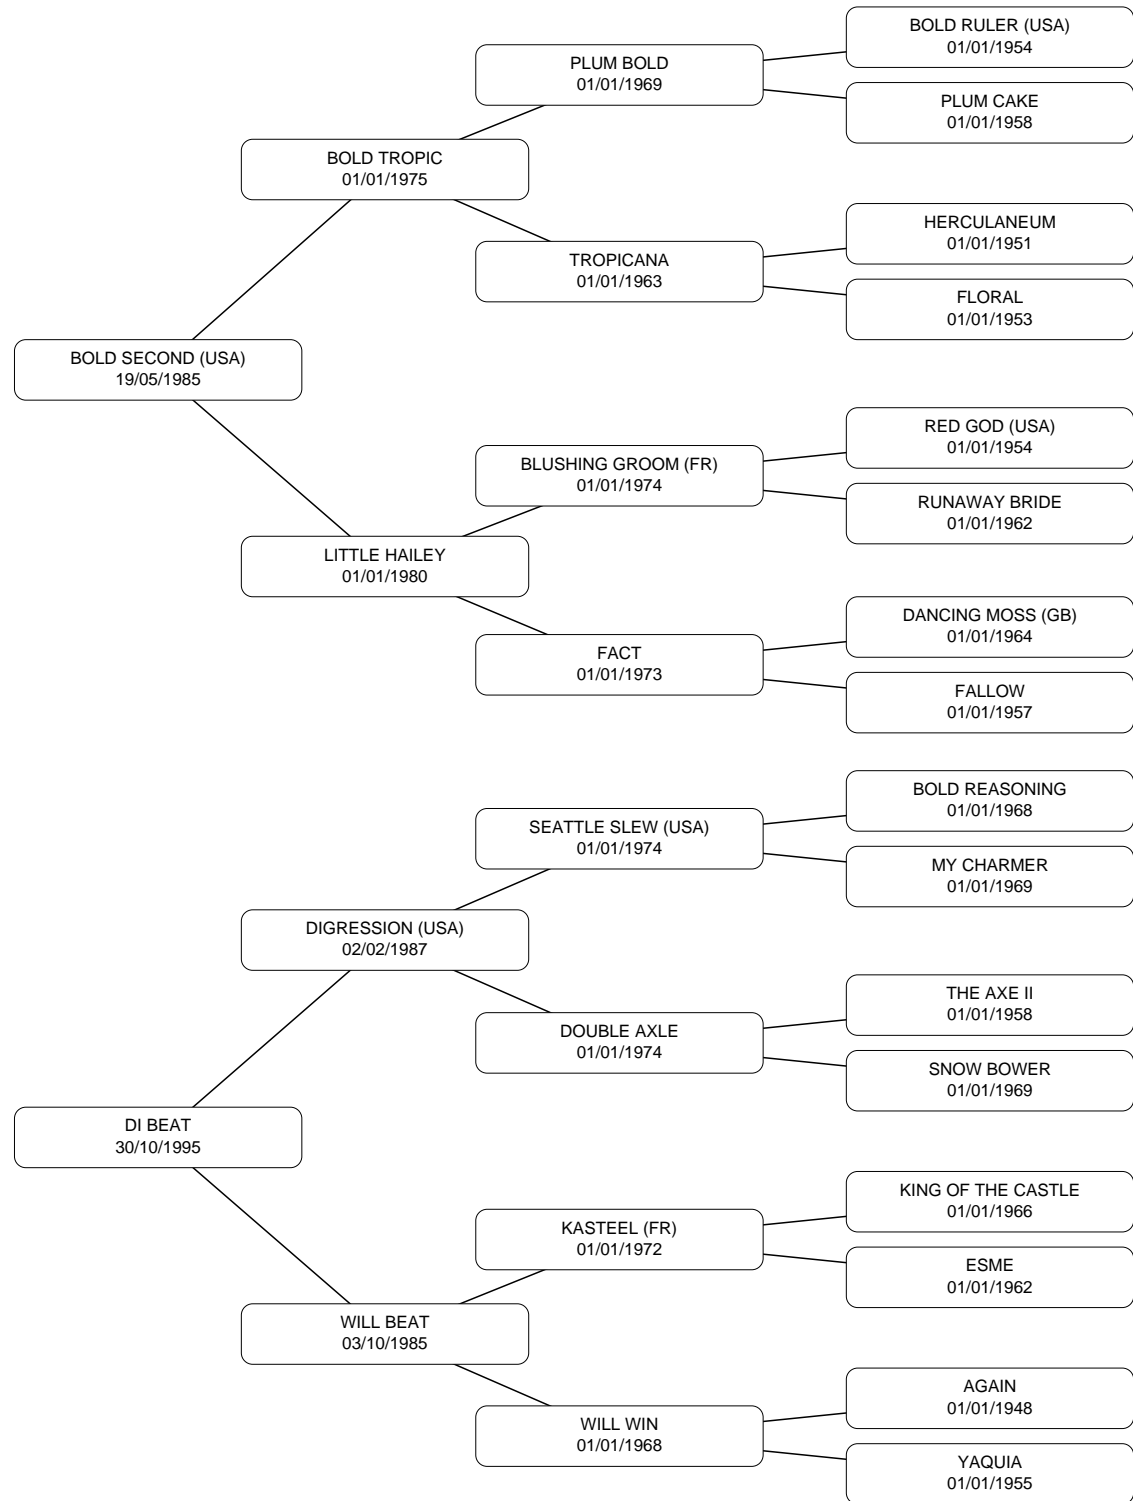 BOLD RULER (USA)
01/01/1954
PLUM BOLD
01/01/1969
PLUM CAKE
01/01/1958
BOLD TROPIC
01/01/1975
HERCULANEUM
01/01/1951
TROPICANA
01/01/1963
FLORAL
01/01/1953
BOLD SECOND (USA)
19/05/1985
RED GOD (USA)
01/01/1954
BLUSHING GROOM (FR)
01/01/1974
RUNAWAY BRIDE
01/01/1962
LITTLE HAILEY
01/01/1980
DANCING MOSS (GB)
01/01/1964
FACT
01/01/1973
FALLOW
01/01/1957
BOLD REASONING
01/01/1968
SEATTLE SLEW (USA)
01/01/1974
MY CHARMER
01/01/1969
DIGRESSION (USA)
02/02/1987
THE AXE II
01/01/1958
DOUBLE AXLE
01/01/1974
SNOW BOWER
01/01/1969
DI BEAT
30/10/1995
KING OF THE CASTLE
01/01/1966
KASTEEL (FR)
01/01/1972
ESME
01/01/1962
WILL BEAT
03/10/1985
AGAIN
01/01/1948
WILL WIN
01/01/1968
YAQUIA
01/01/1955